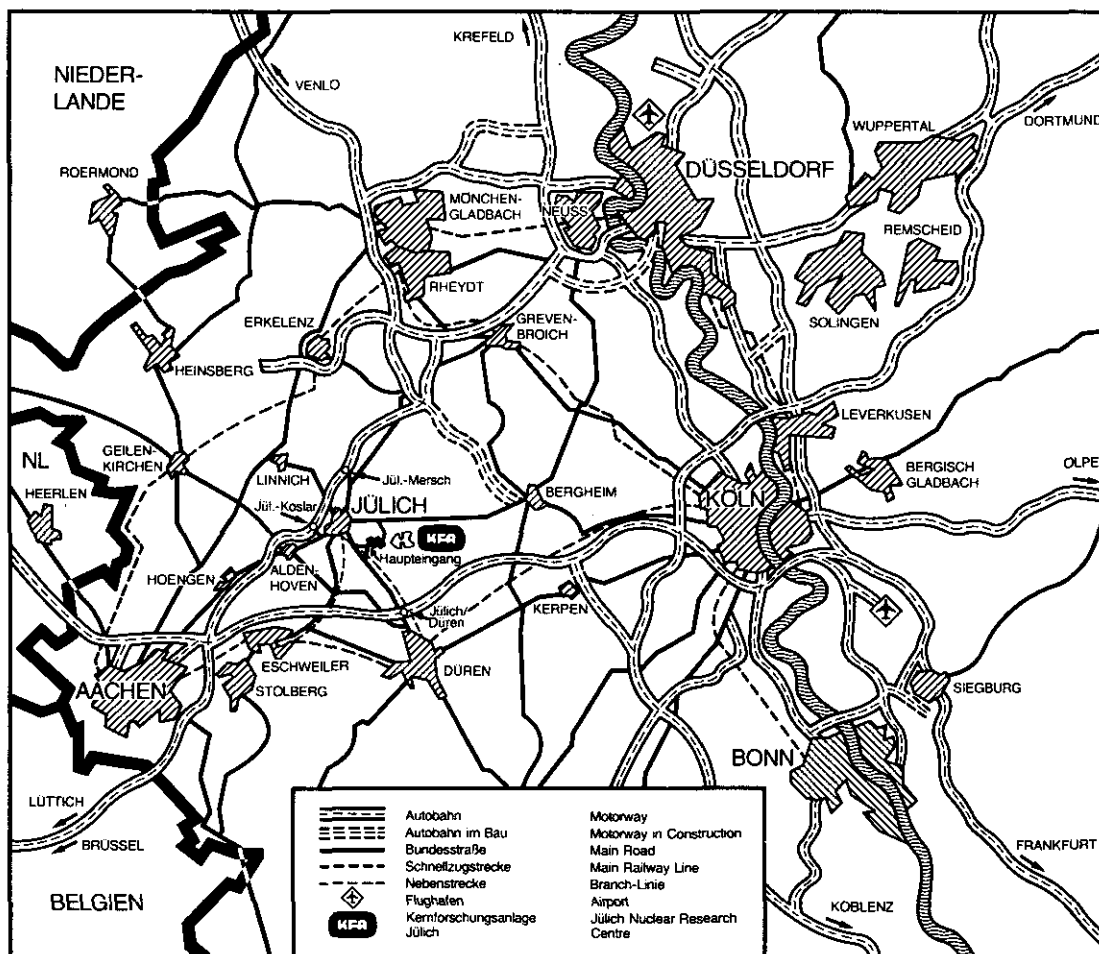 KREFELD
NIEDER-
LANDE
VENLO
DORTMUND
WUPPERTAL
DÜSSELDORF
ROERMOND
MÖNCHEN-
GLADBACH
NEUSS
REMSCHEID
RHEYDT
ERKELENZ
GREVEN-
BROICH
SOLINGEN
HEINSBERG
LEVERKUSEN
NL
GEILEN-
KIRCHEN
LINNICH
Jül.-Mersch
BERGISCH
GLADBACH
OLPE
HEERLEN
Jül.-Koslar
JÜLICH
BERGHEIM
KÖLN
KFA
Haupteingang
HOENGEN
ALDEN-
HOVEN
Jülich/
Düren
KERPEN
ESCHWEILER
DÜREN
AACHEN
STOLBERG
SIEGBURG
BONN
LÜTTICH
BRÜSSEL
FRANKFURT
BELGIEN
KOBLENZ
Autobahn Motorway
Autobahn im Bau Motorway in Construction
Bundesstraße Main Road
Schnellzugstrecke Main Railway Line
Nebenstrecke Branch-Linie
Flughafen Airport
KFA Kernforschungsanlage Jülich Nuclear Research
Jülich Centre